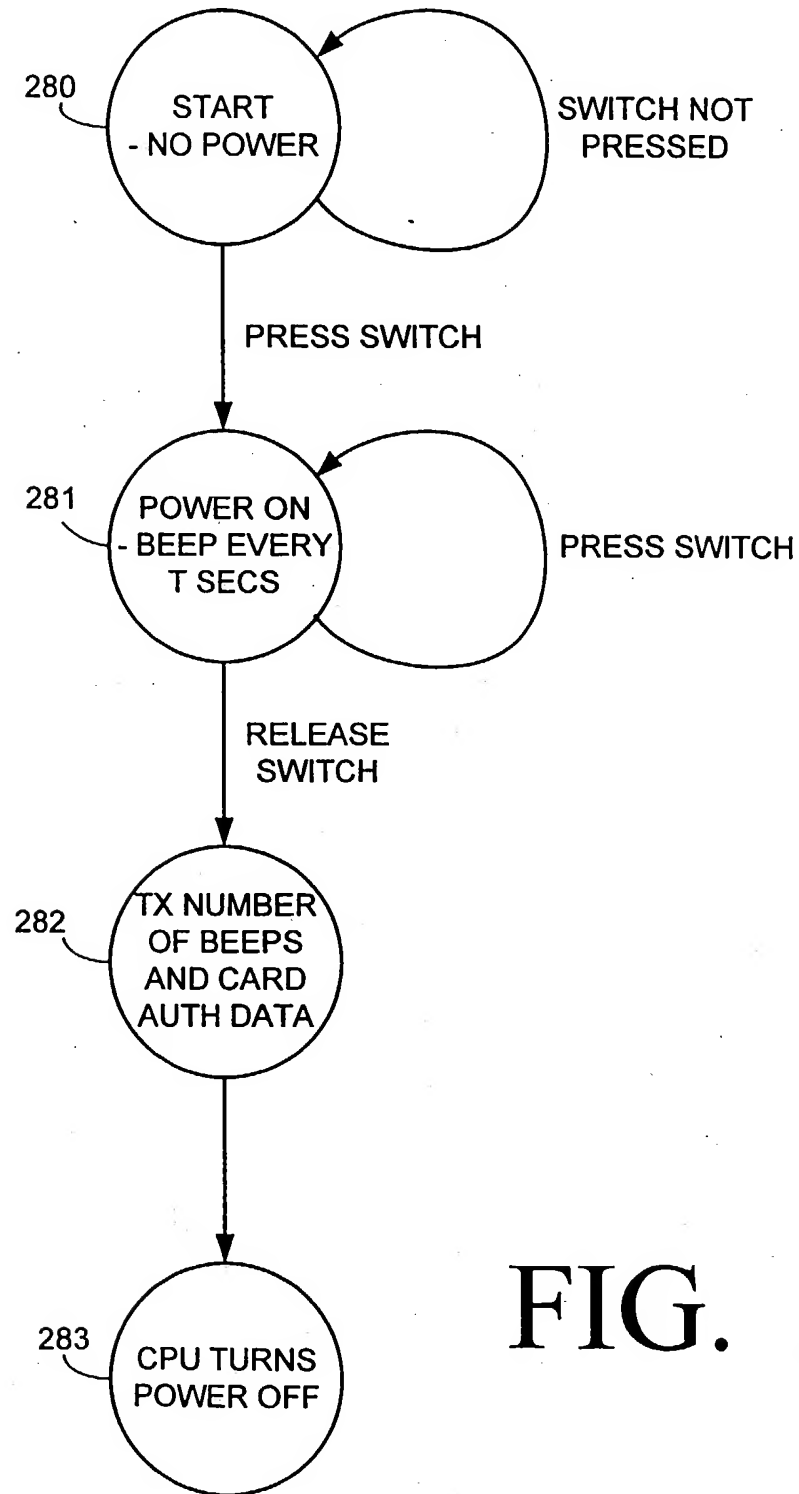 280
START
- NO POWER
SWITCH NOT
PRESSED
PRESS SWITCH
281
POWER ON
- BEEP EVERY
T SECS
PRESS SWITCH
RELEASE
SWITCH
282
TX NUMBER
OF BEEPS
AND CARD
AUTH DATA
283
CPU TURNS
POWER OFF
FIG.